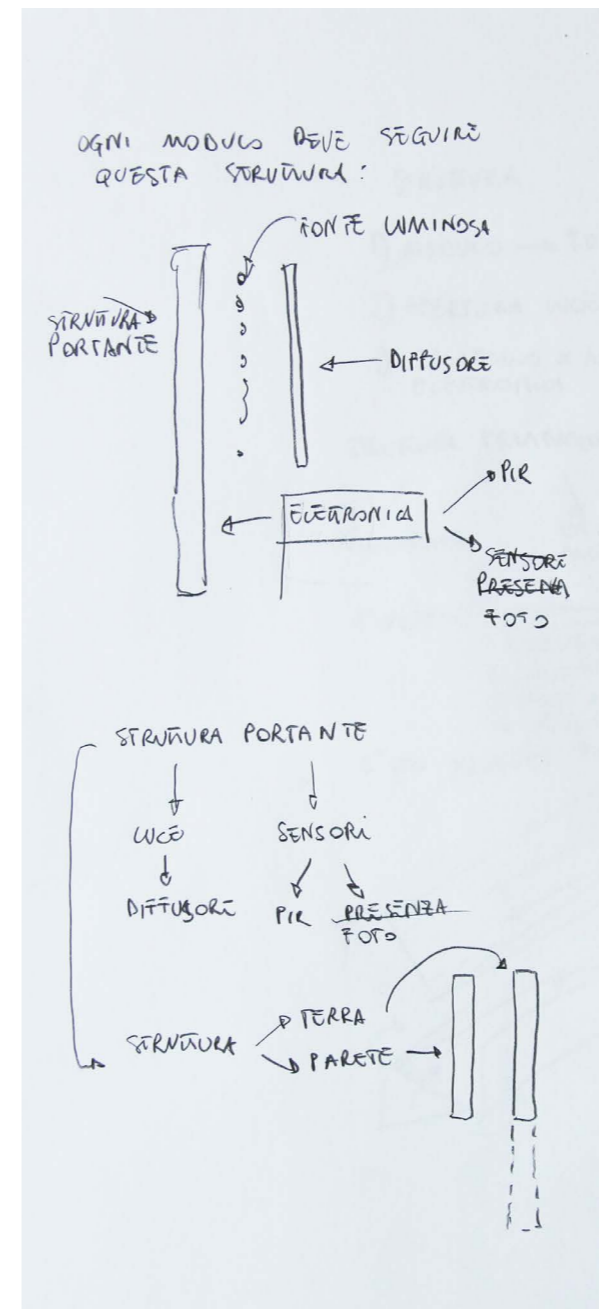 OGNI MODULO DEVE SEGUIRE
QUESTA STRUTTURA:
FONTE LUMINOSA
STRUTTURA
PORTANTE
DIFFUSORE
ELETTRONICA
PIR
SENSORE
PRESENZA
FOTO
STRUTTURA PORTANTE
LUCE
SENSORI
DIFFUSORE
PIR
PRESENZA
FOTO
STRUTTURA
TERRA
PARETE